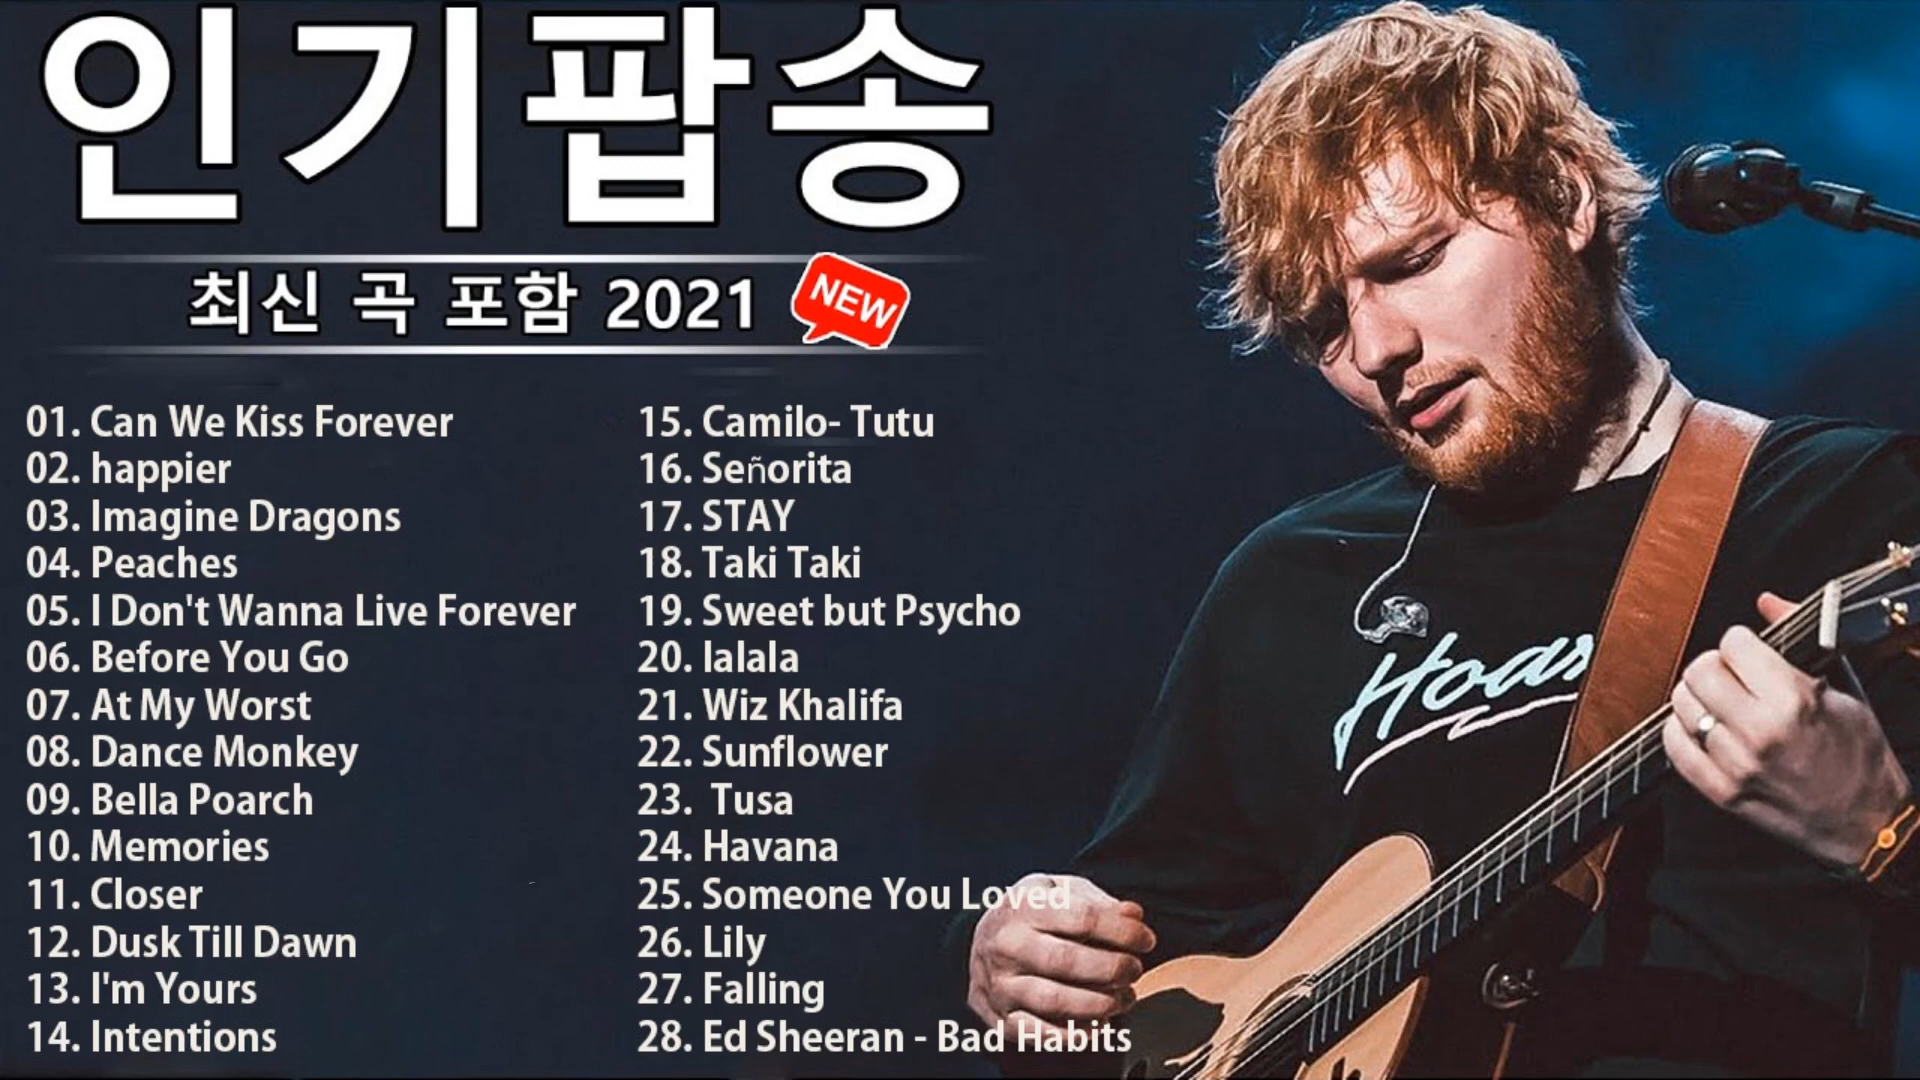 인기팝송
최신 곡 포함 2021 NEW
01. Can We Kiss Forever
02. happier
03. Imagine Dragons
04. Peaches
05. I Don't Wanna Live Forever
06. Before You Go
07. At My Worst
08. Dance Monkey
09. Bella Poarch
10. Memories
11. Closer
12. Dusk Till Dawn
13. I'm Yours
14. Intentions
15. Camilo- Tutu
16. Señorita
17. STAY
18. Taki Taki
19. Sweet but Psycho
20. lalala
21. Wiz Khalifa
22. Sunflower
23. Tusa
24. Havana
25. Someone You Loved
26. Lily
27. Falling
28. Ed Sheeran - Bad Habits